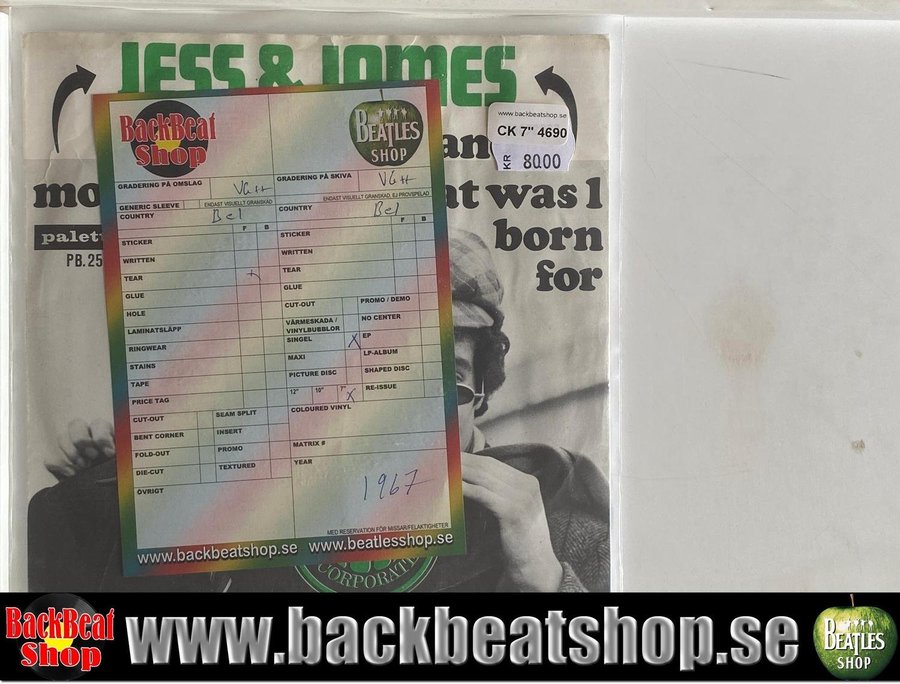 JESS & JAMES
BackBeat
Shop
BEATLES
SHOP
www.backbeatshop.se
CK 7" 4690
KR 80.00
and
mo
at was I
born
for
palett
PB.25
GRADERING PÅ OMSLAG VG++
GRADERING PÅ SKIVA VG++
GENERIC SLEEVE
ENDAST VISUELLT GRANSKAD
ENDAST VISUELLT GRANSKAD, EJ PROVSPELAD
COUNTRY Bel
F B
STICKER
WRITTEN
TEAR
GLUE
HOLE
LAMINATSLÄPP
RINGWEAR
STAINS
TAPE
PRICE TAG
CUT-OUT
SEAM SPLIT
BENT CORNER
INSERT
FOLD-OUT
PROMO
DIE-CUT
TEXTURED
ÖVRIGT
COUNTRY Bel
F B
STICKER
WRITTEN
TEAR
GLUE
CUT-OUT
PROMO / DEMO
VÄRMESKADA /
VINYLBUBBLOR
NO CENTER
SINGEL X
EP
MAXI
LP-ALBUM
PICTURE DISC
SHAPED DISC
12" 10" 7" X
RE-ISSUE
COLOURED VINYL
MATRIX #
YEAR
1967
MED RESERVATION FÖR MISSAR/FELAKTIGHETER
www.backbeatshop.se www.beatlesshop.se
CORPORATE
BackBeat
Shop
www.backbeatshop.se
BEATLES
SHOP